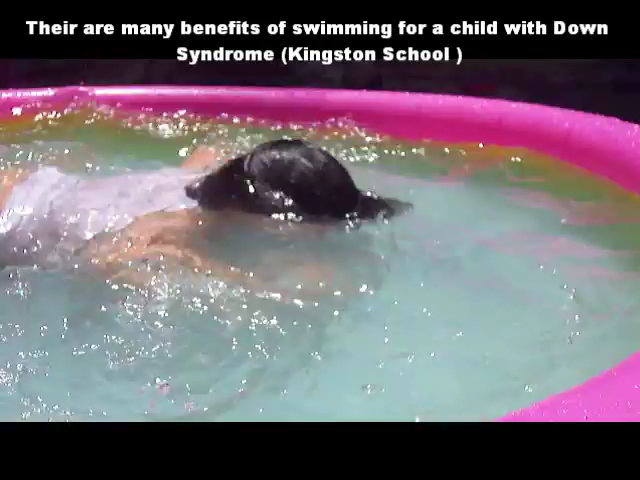 Their are many benefits of swimming for a child with Down
Syndrome (Kingston School )